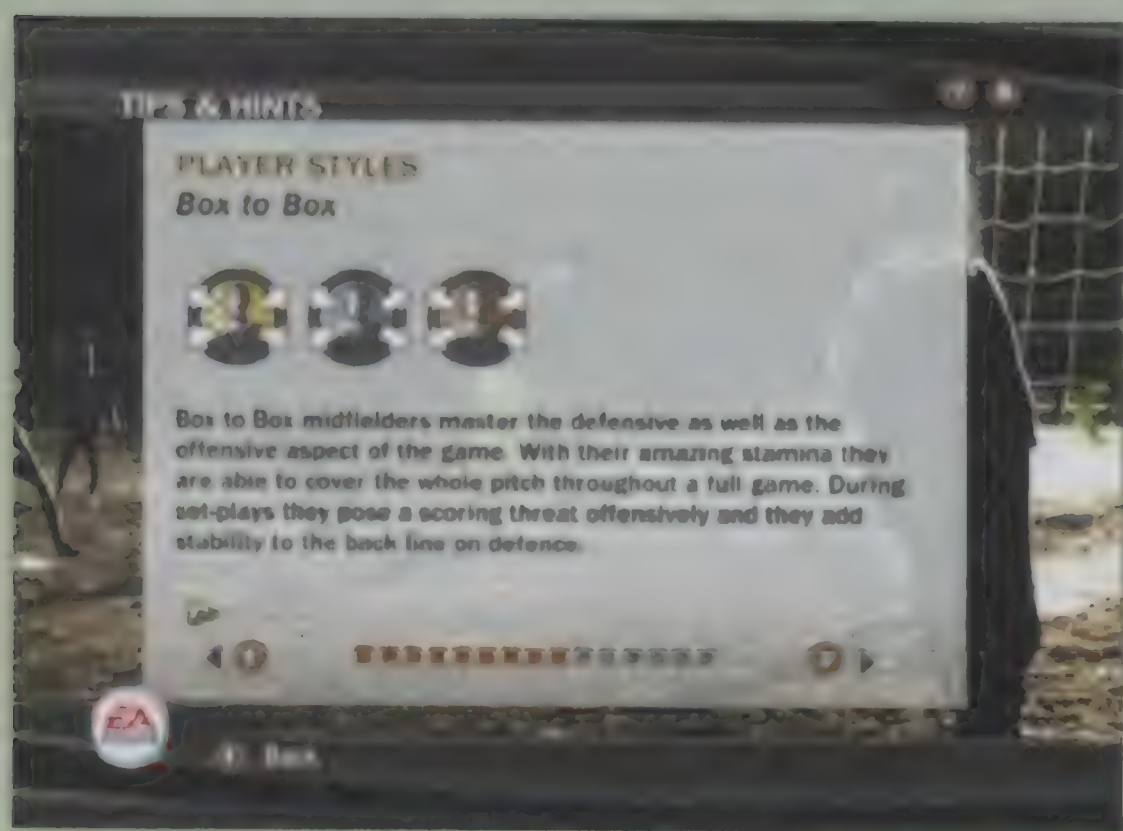 TIPS & HINTS
PLAYER STYLES
Box to Box
Box to Box midfielders master the defensive as well as the
offensive aspect of the game. With their amazing stamina they
are able to cover the whole pitch throughout a full game. During
set-plays they pose a scoring threat offensively and they add
stability to the back line on defence.
EA
Back